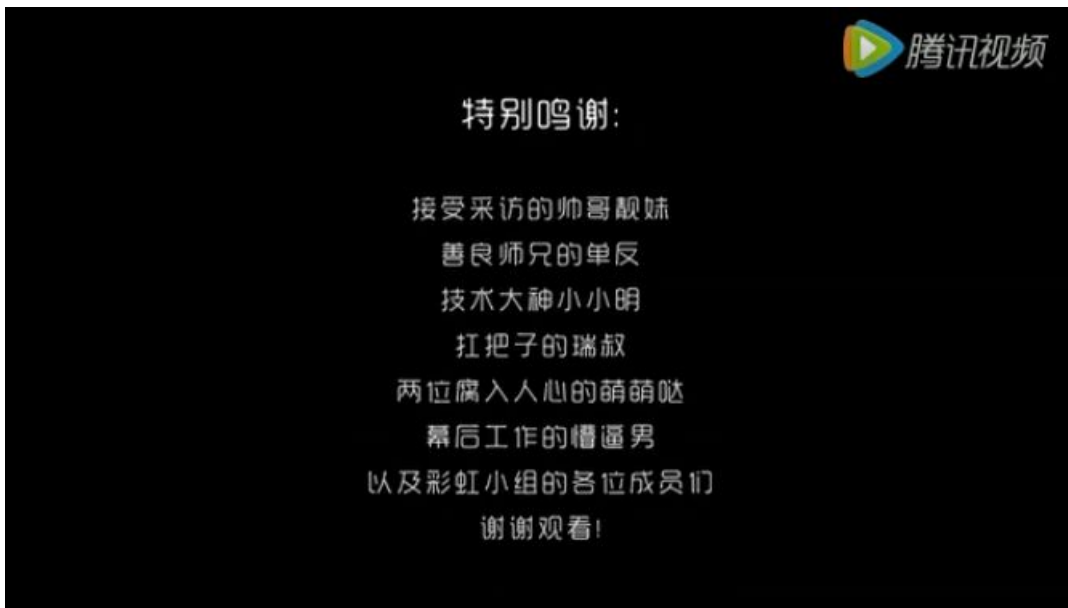 腾讯视频
特别鸣谢:
接受采访的帅哥靓妹
善良师兄的单反
技术大神小小明
扛把子的瑞叔
两位腐入人心的萌萌哒
幕后工作的懵逼男
以及彩虹小组的各位成员们
谢谢观看!